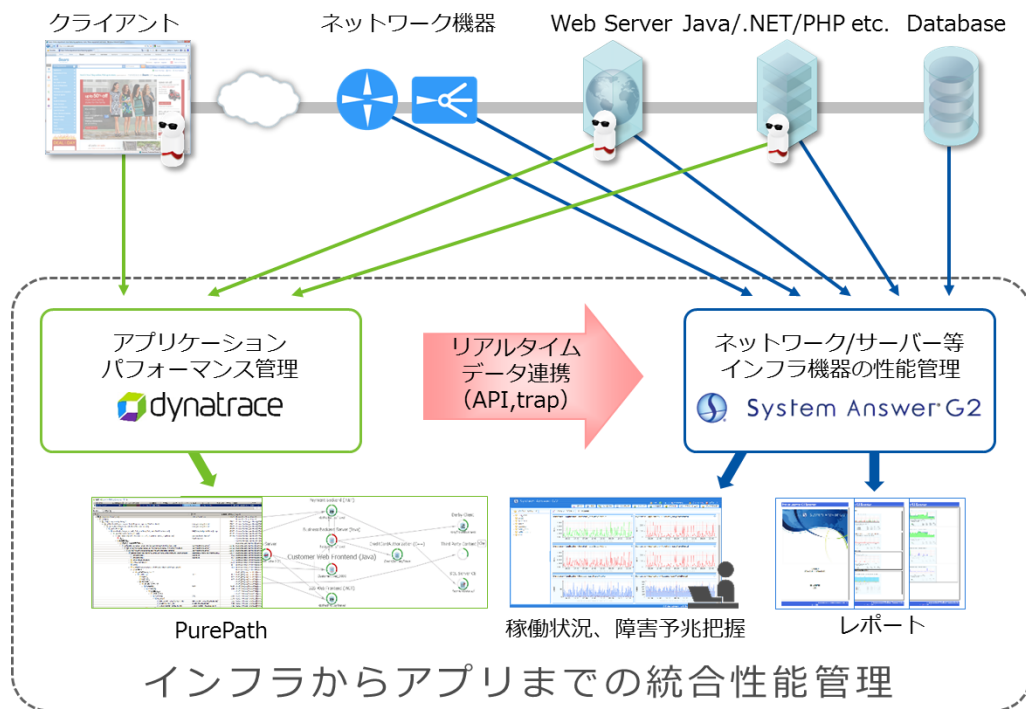 クライアント
ネットワーク機器
Web Server
Java/.NET/PHP etc.
Database
アプリケーション
パフォーマンス管理
dynatrace
リアルタイム
データ連携
(API,trap)
ネットワーク/サーバー等
インフラ機器の性能管理
System Answer G2
Customer Web Frontend (Java)
PurePath
稼働状況、障害予兆把握
レポート
インフラからアプリまでの統合性能管理